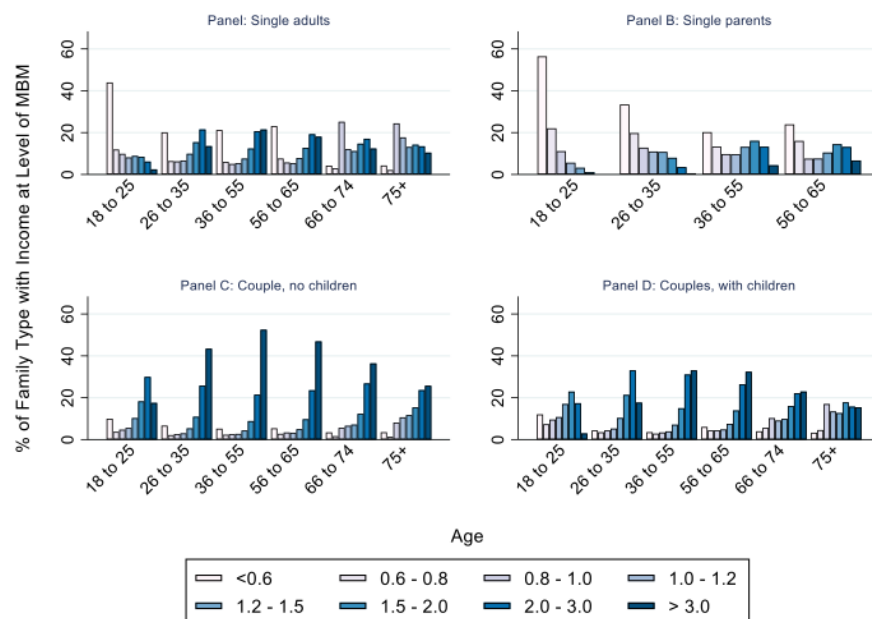 % of Family Type with Income at Level of MBM
Panel: Single adults
60
40
20
0
18 to 25
26 to 35
36 to 55
56 to 65
66 to 74
75+
Panel B: Single parents
60
40
20
0
18 to 25
26 to 35
36 to 55
56 to 65
Panel C: Couple, no children
60
40
20
0
18 to 25
26 to 35
36 to 55
56 to 65
66 to 74
75+
Panel D: Couples, with children
60
40
20
0
18 to 25
26 to 35
36 to 55
56 to 65
66 to 74
75+
Age
<0.6
0.6 - 0.8
0.8 - 1.0
1.0 - 1.2
1.2 - 1.5
1.5 - 2.0
2.0 - 3.0
> 3.0